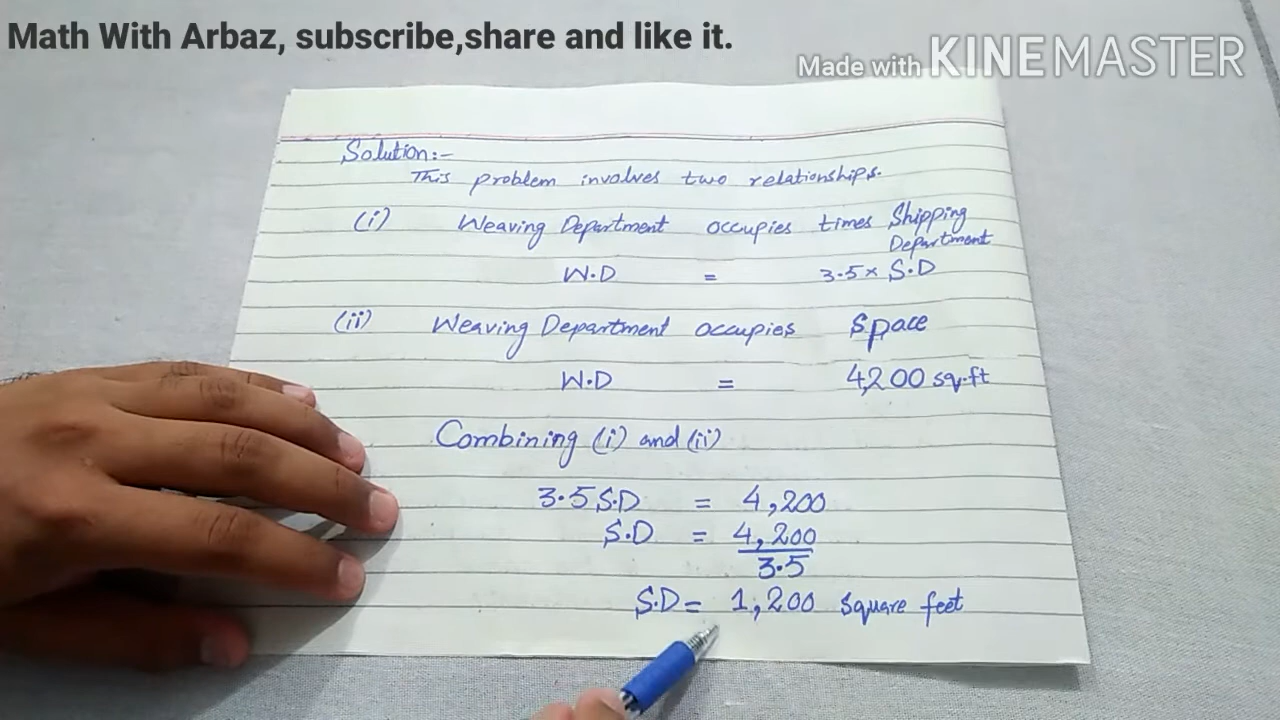 Math With Arbaz, subscribe,share and like it.
Made with KINEMASTER
Solution:-
This problem involves two relationships.
(i) Weaving Department occupies times Shipping
Department
W.D = 3.5 x S.D
(ii) Weaving Department occupies Space
W.D = 4,200 sq.ft
Combining (i) and (ii)
3.5 S.D = 4,200
S.D = 4,200
3.5
S.D = 1,200 square feet